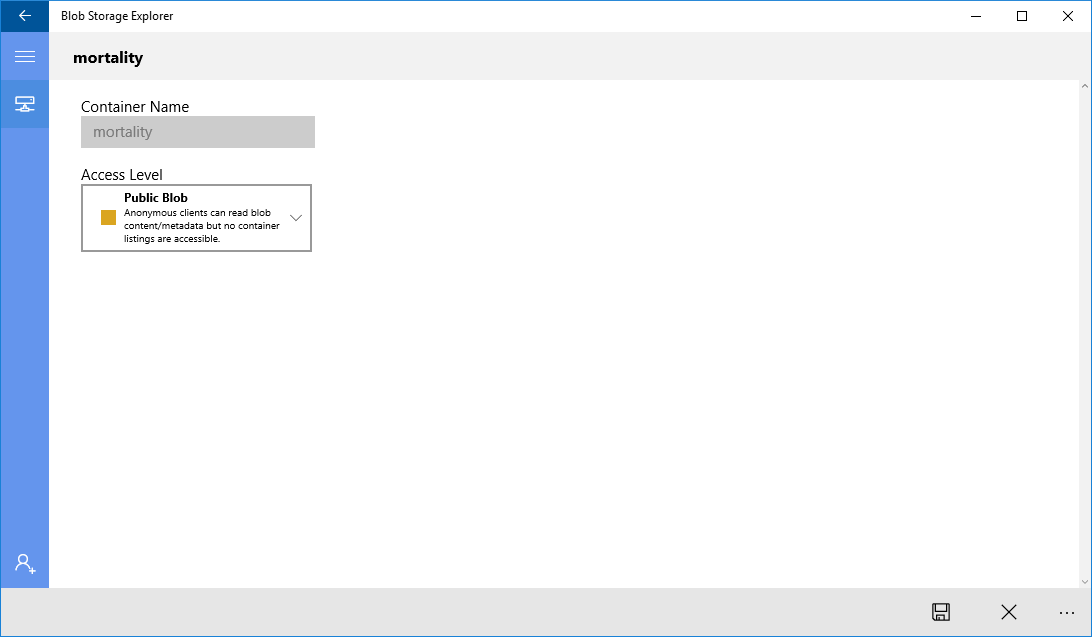 Blob Storage Explorer
mortality
Container Name
mortality
Access Level
Public Blob
Anonymous clients can read blob
content/metadata but no container
listings are accessible.